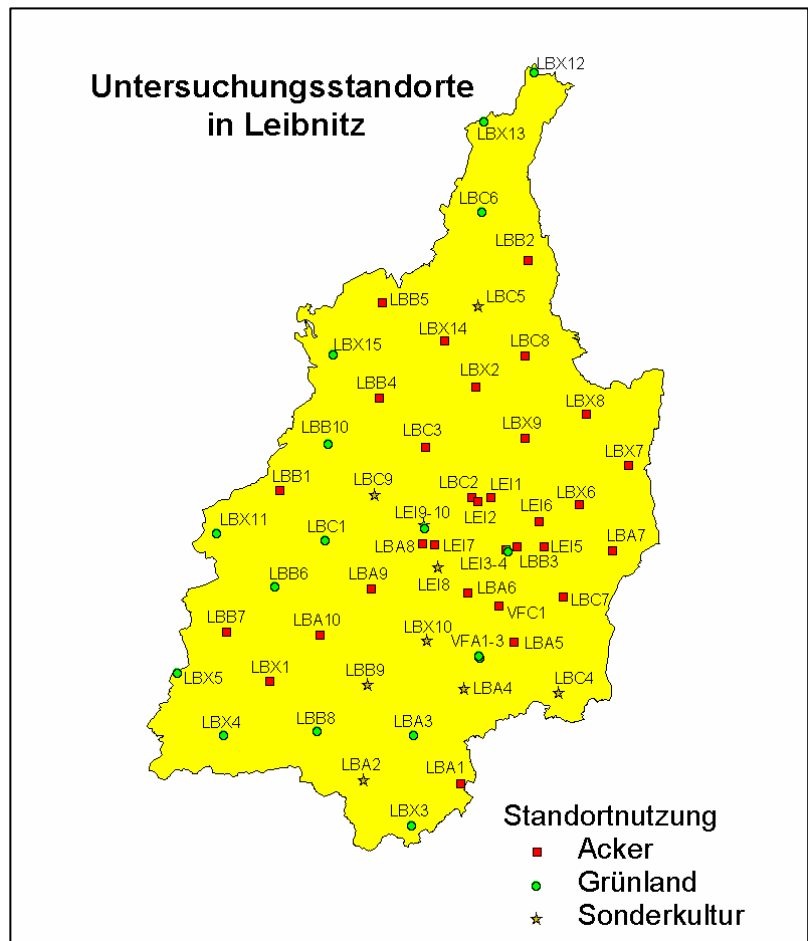 Untersuchungsstandorte
in Leibnitz
LBX12
LBX13
LBC6
LBB2
LBB5
LBC5
LBX14
LBX15
LBC8
LBB4
LBX2
LBX8
LBB10
LBC3
LBX9
LBX7
LBB1
LBC9
LBC2
LEI1
LEI2
LBX6
LEI6
LEI9-10
LBX11
LBC1
LBA8
LEI7
LEI3-4
LBB3
LEI5
LBA7
LEI8
LBB6
LBA9
LBA6
LBC7
VFC1
LBB7
LBA10
LBX10
VFA1-3
LBA5
LBX5
LBX1
LBB9
LBA4
LBC4
LBX4
LBB8
LBA3
LBA2
LBA1
LBX3
Standortnutzung
Acker
Grünland
Sonderkultur